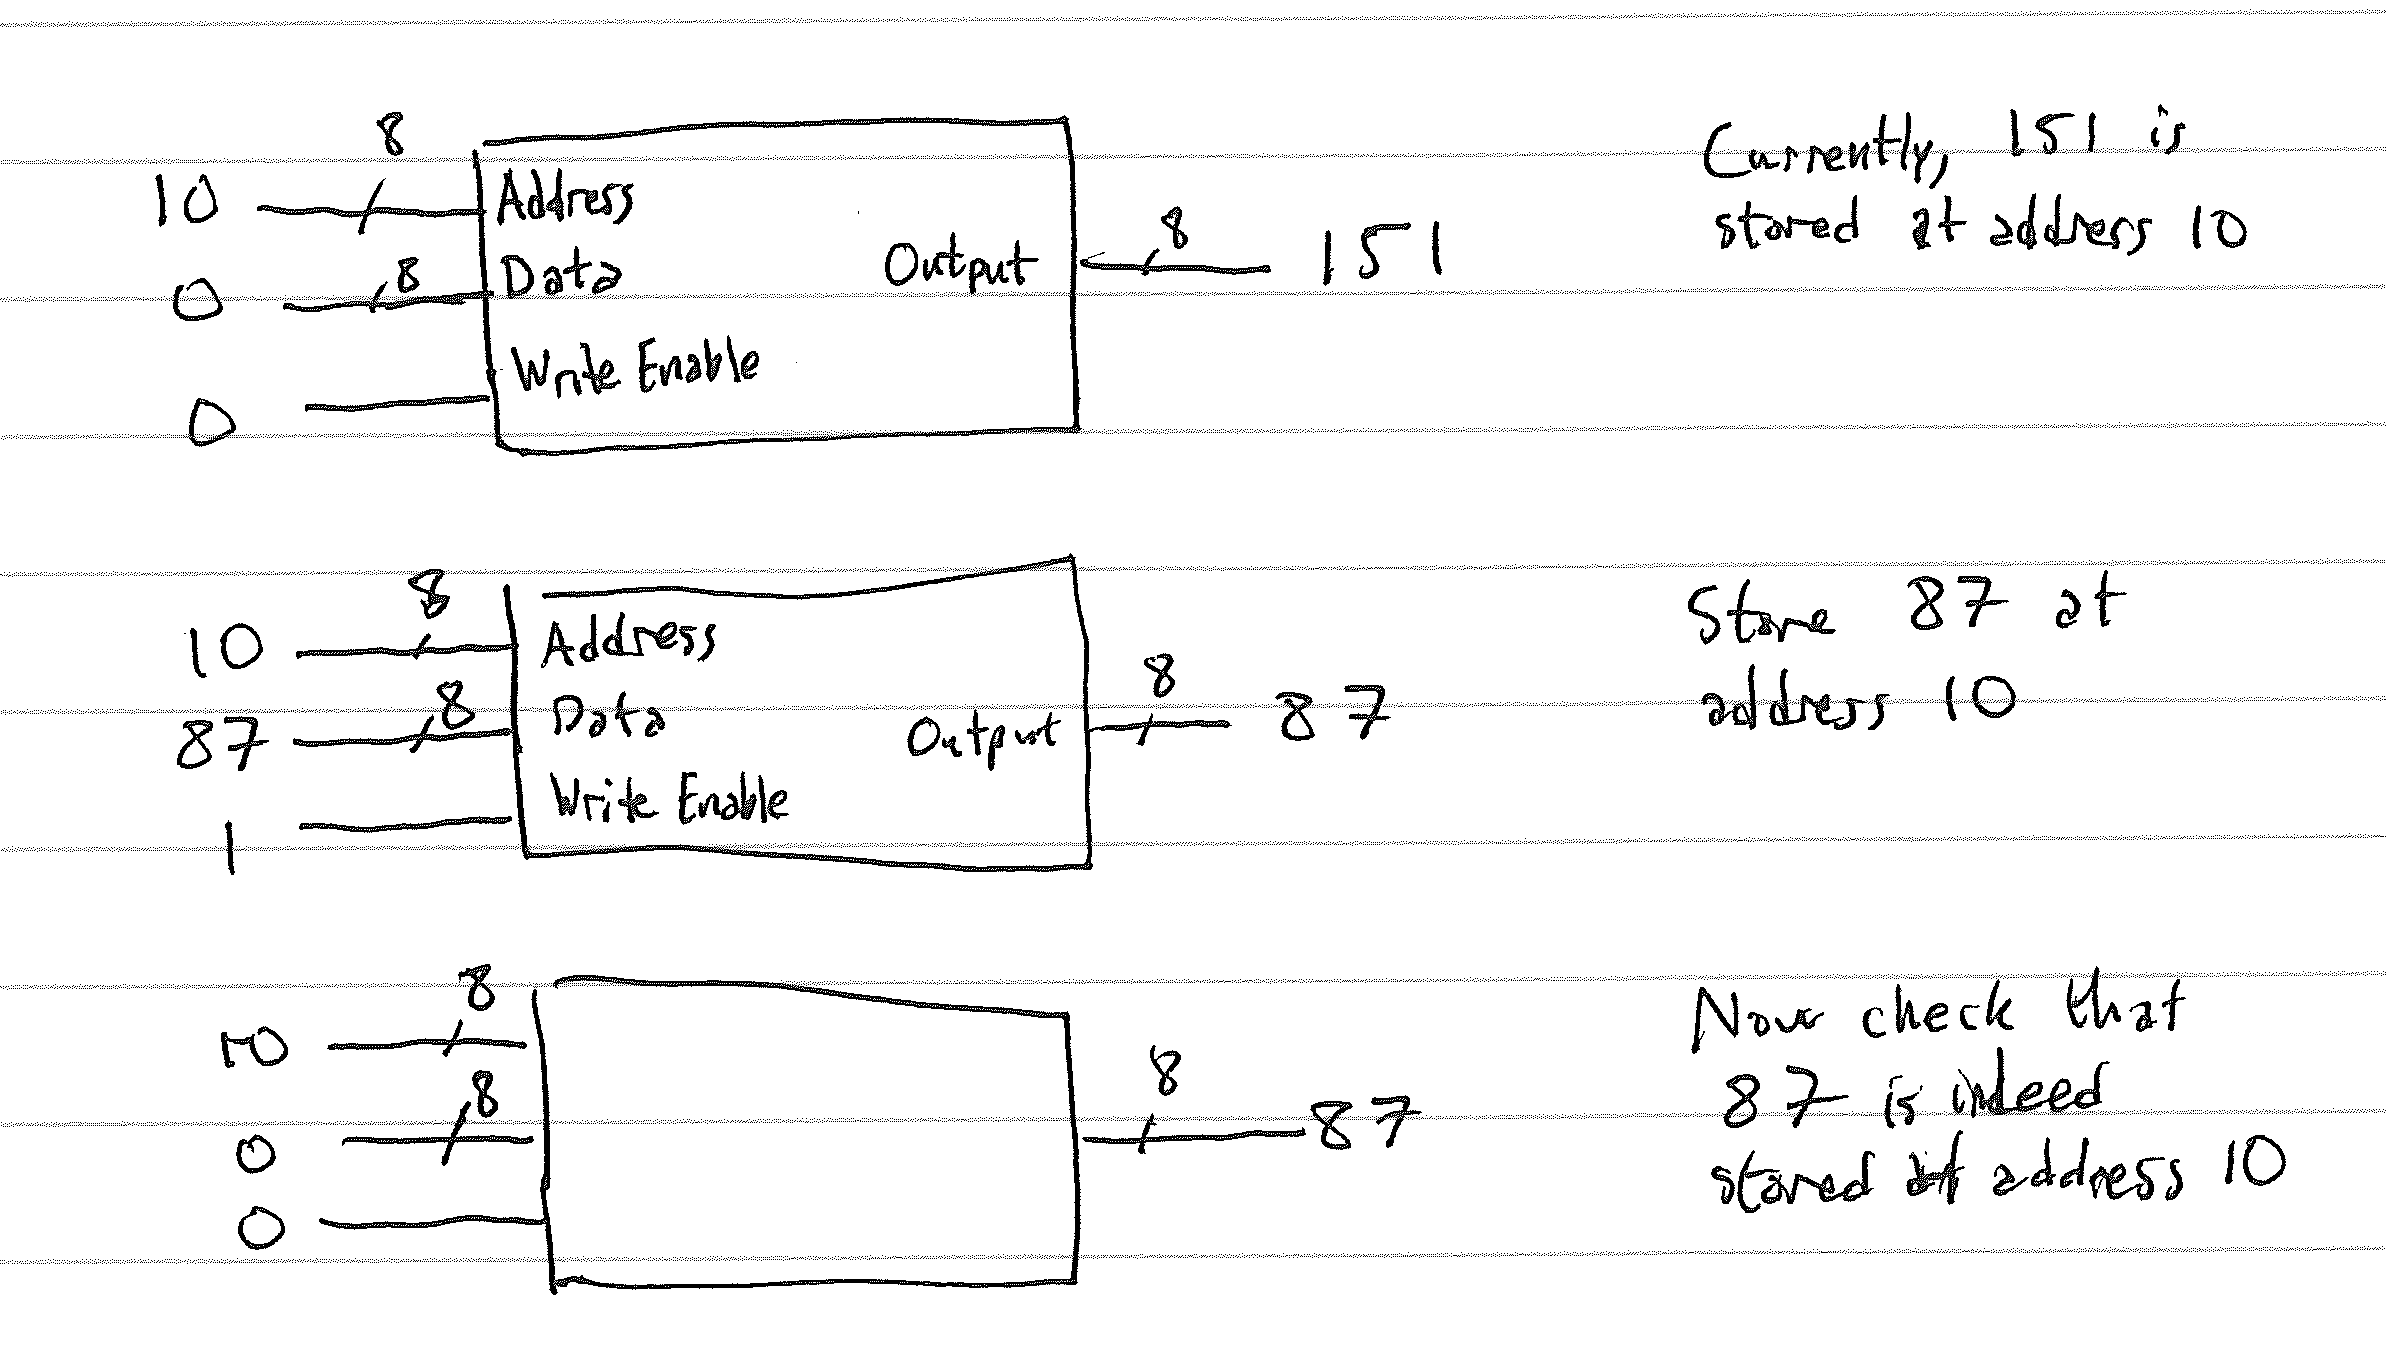 8
10
Address
Currently, 151 is
stored at address 10
8
0
Data
Output
8
151
0
Write Enable
8
10
Address
Store 87 at
address 10
8
87
Data
Output
8
87
1
Write Enable
8
10
Now check that
87 is indeed
stored at address 10
8
0
8
87
0